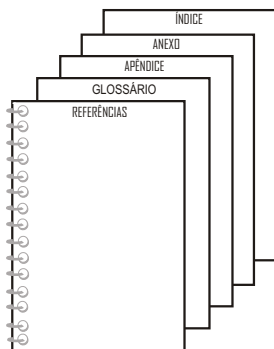 ÍNDICE
ANEXO
APÊNDICE
GLOSSÁRIO
REFERÊNCIAS